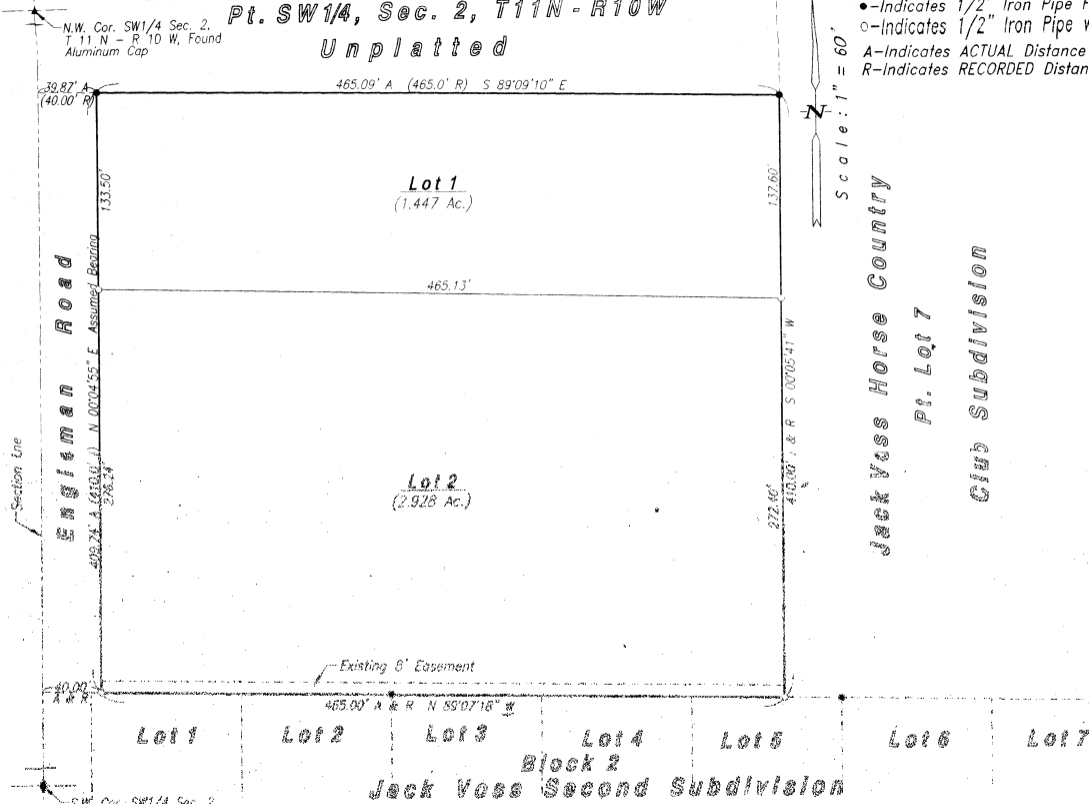 Pt. SW1/4, Sec. 2, T11N - R10W
Unplatted
N.W. Cor. SW1/4 Sec. 2,
T 11 N - R 10 W, Found
Aluminum Cap
●-Indicates 1/2" Iron Pipe
○-Indicates 1/2" Iron Pipe
A-Indicates ACTUAL Distance
R-Indicates RECORDED
Scale: 1" = 60'
N
39.87' A
(40.00' R)
465.09' A (465.0' R) S 89°09'10" E
133.50'
Lot 1
(1.447 Ac.)
137.60'
465.13'
Section Line
Engleman Road
409.74' A (410.0' R) N 00°04'55" E Assumed Bearing
276.24'
Lot 2
(2.928 Ac.)
272.40'
410.00' A & R S 00°05'41" W
Jack Voss Horse Country
Pt. Lot 7
Club Subdivision
Existing 8' Easement
40.00'
A & R
465.00' A & R N 89°07'18" W
Lot 1
Lot 2
Lot 3
Lot 4
Lot 5
Lot 6
Lot 7
Block 2
Jack Voss Second Subdivision
S.W. Cor. SW1/4 Sec. 2